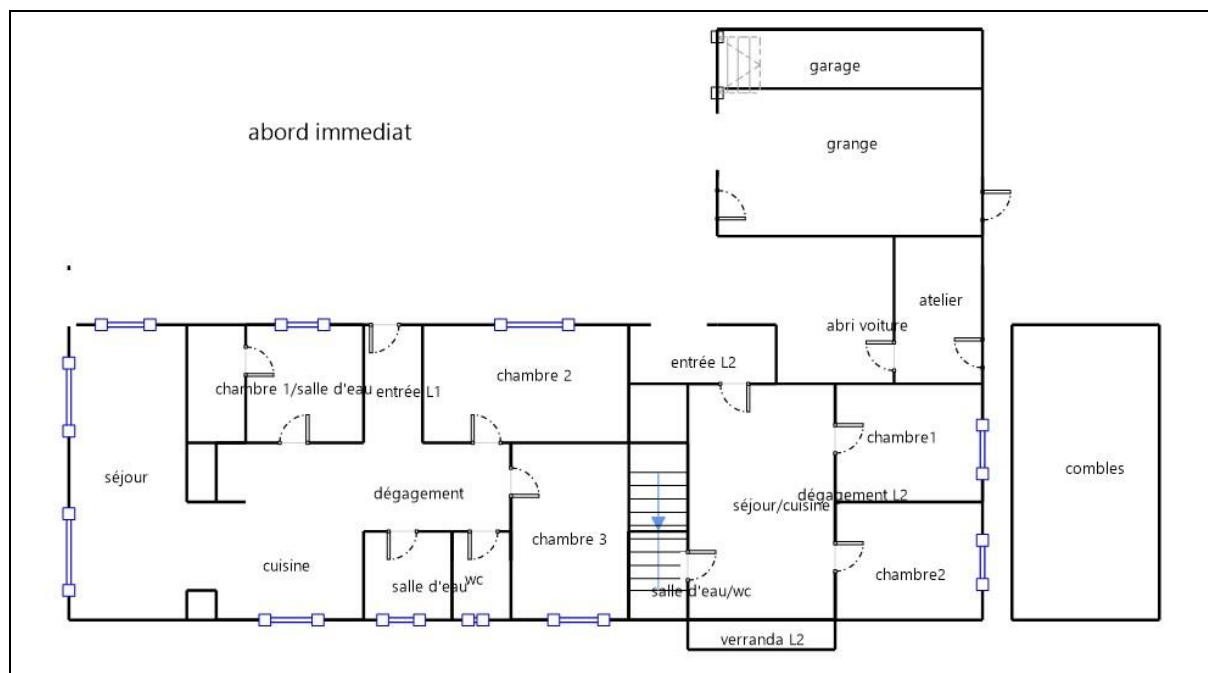 garage
abord immediat
grange
atelier
abri voiture
entrée L2
chambre 2
chambre 1/salle d'eau
entrée L1
chambre1
combles
séjour
dégagement
dégagement L2
séjour/cuisine
chambre 3
cuisine
chambre2
wc
salle d'eau
salle d'eau/wc
verranda L2